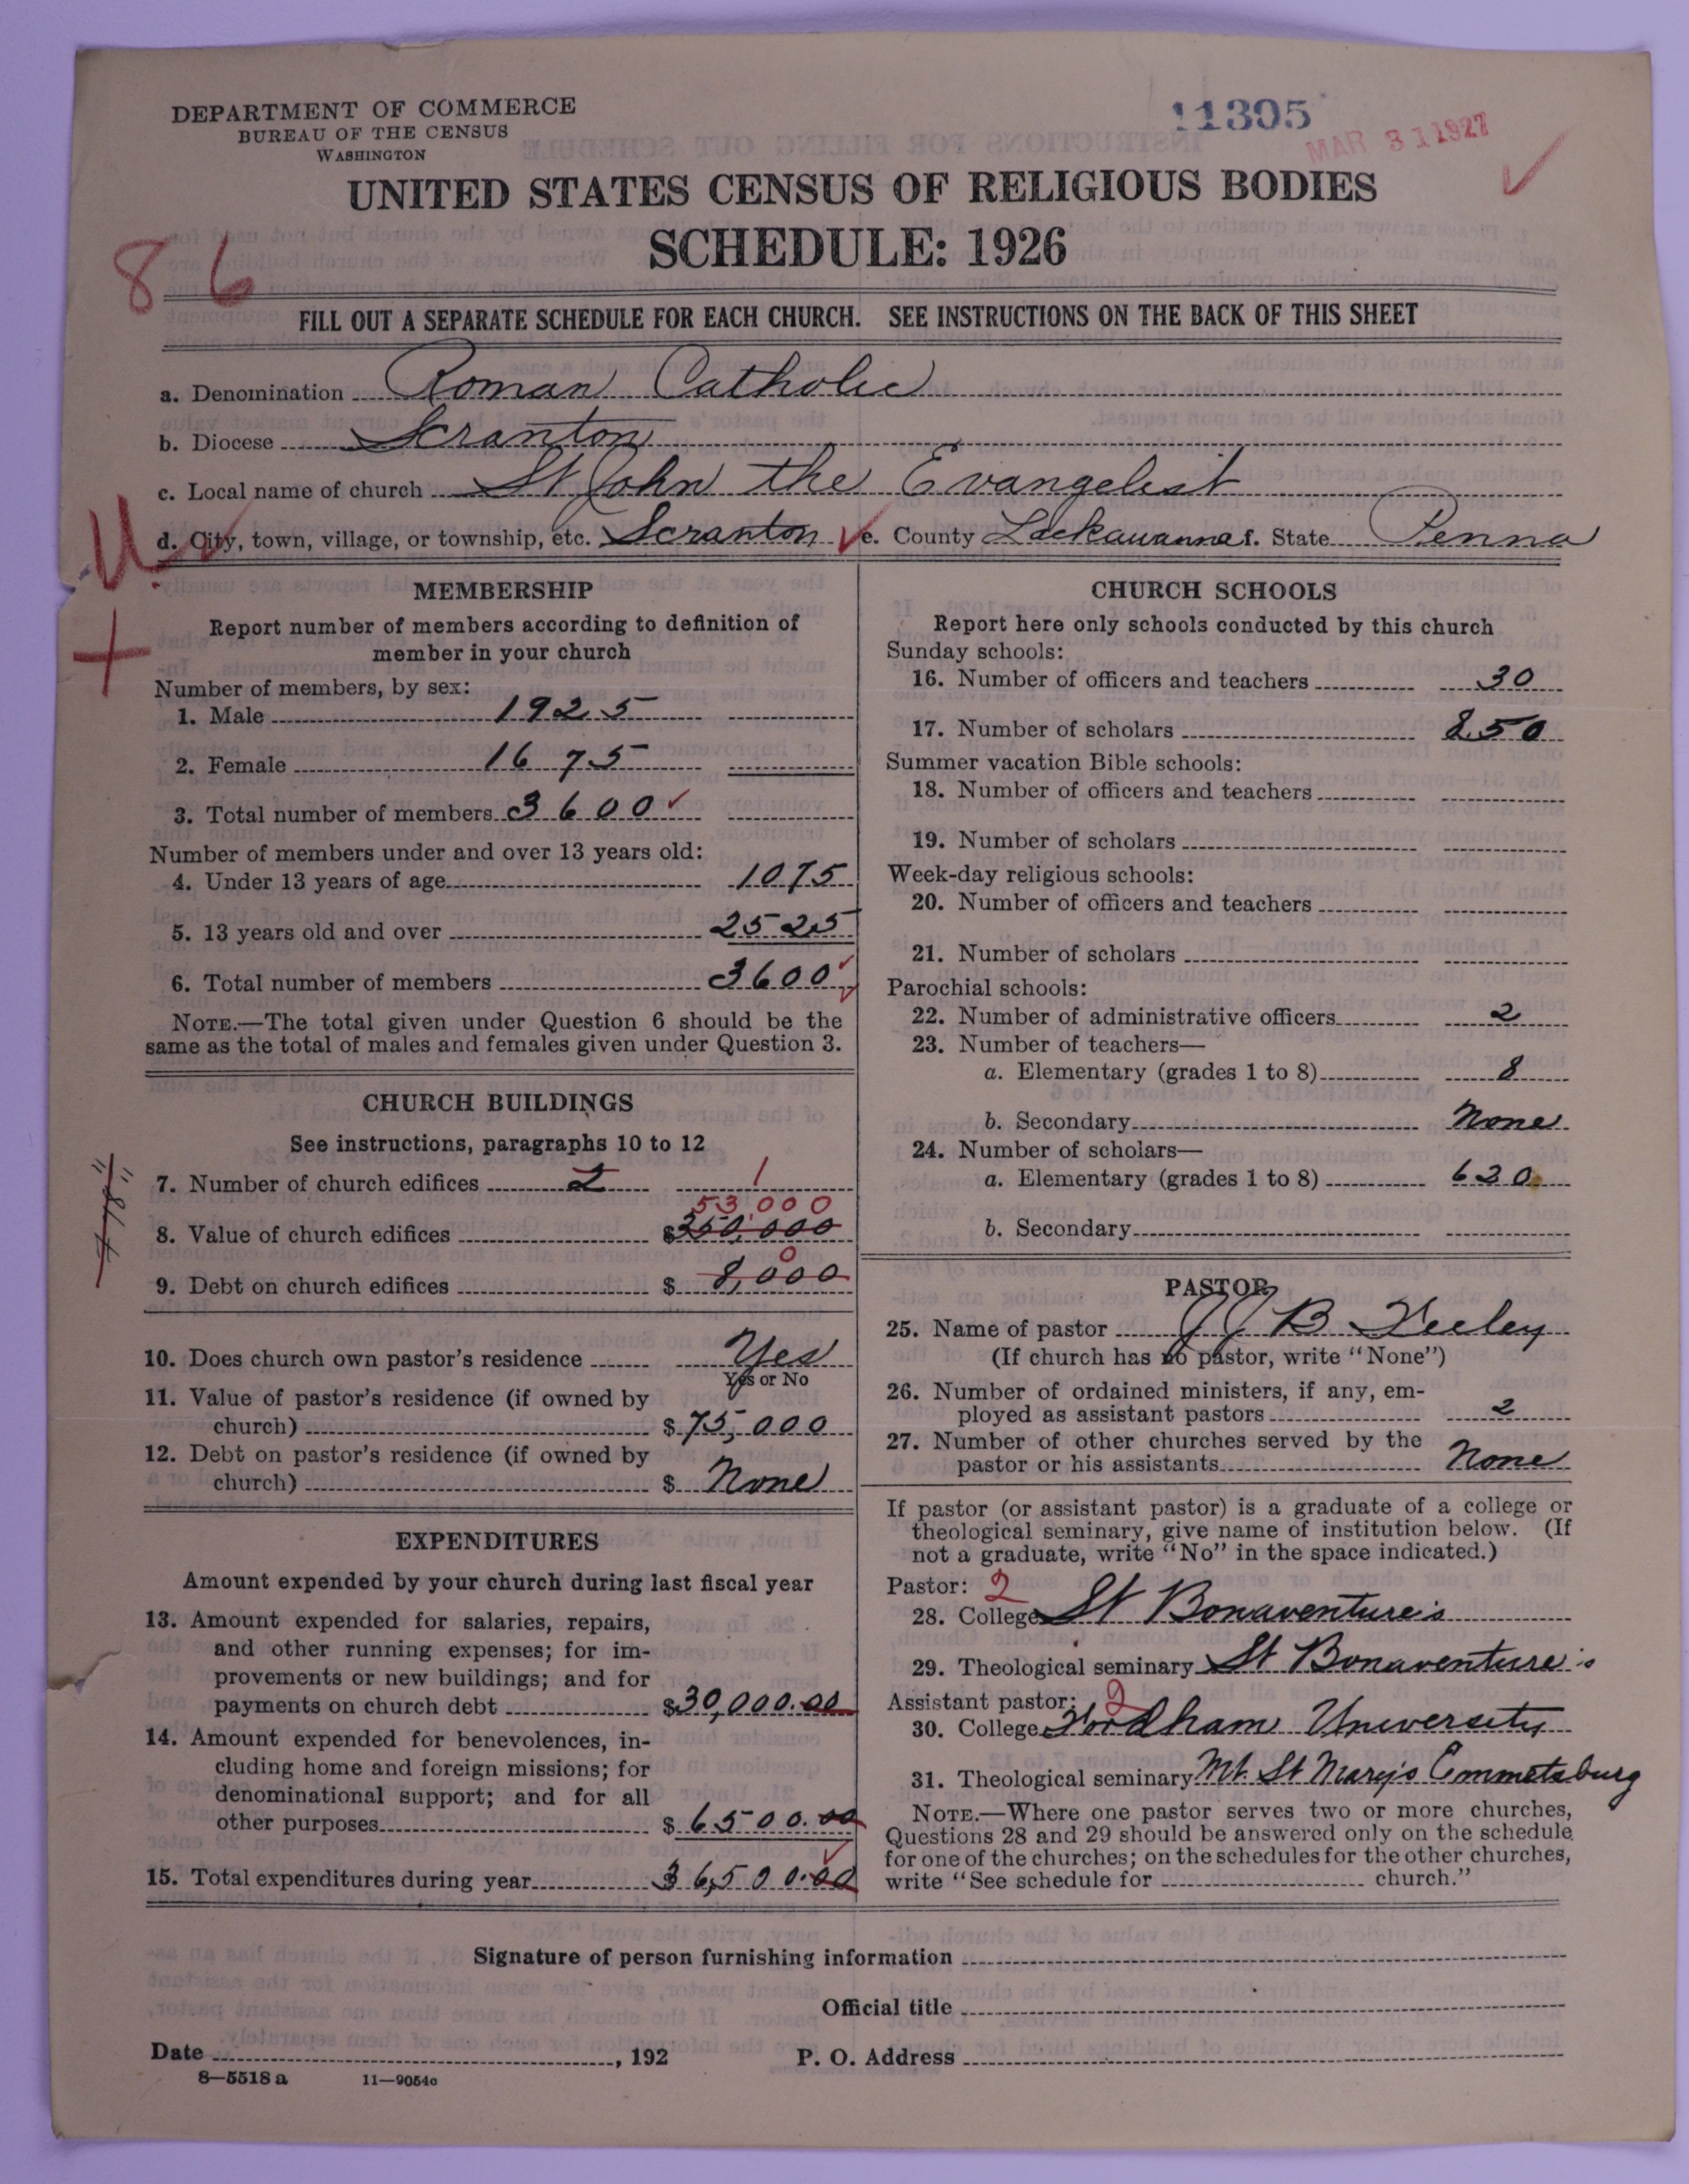 DEPARTMENT OF COMMERCE
BUREAU OF THE CENSUS
WASHINGTON
11395
MAR 31 1927
UNITED STATES CENSUS OF RELIGIOUS BODIES
SCHEDULE: 1926
86
FILL OUT A SEPARATE SCHEDULE FOR EACH CHURCH. SEE INSTRUCTIONS ON THE BACK OF THIS SHEET
a. Denomination Roman Catholic
b. Diocese Scranton
c. Local name of church St John the Evangelist
d. City, town, village, or township, etc. Scranton e. County Lackawanna f. State Penna
MEMBERSHIP
Report number of members according to definition of
member in your church
Number of members, by sex:
1. Male 1925
2. Female 1675
3. Total number of members 3600
Number of members under and over 13 years old:
4. Under 13 years of age 1075
5. 13 years old and over 2525
6. Total number of members 3600
NOTE.—The total given under Question 6 should be the
same as the total of males and females given under Question 3.
CHURCH BUILDINGS
See instructions, paragraphs 10 to 12
7. Number of church edifices 2 1
53,000
8. Value of church edifices $350,000
0
9. Debt on church edifices $ 8,000
10. Does church own pastor's residence Yes
Yes or No
11. Value of pastor's residence (if owned by
church) $75,000
12. Debt on pastor's residence (if owned by
church) $ None
EXPENDITURES
Amount expended by your church during last fiscal year
13. Amount expended for salaries, repairs,
and other running expenses; for im-
provements or new buildings; and for
payments on church debt $30,000.00
14. Amount expended for benevolences, in-
cluding home and foreign missions; for
denominational support; and for all
other purposes $6500.00
15. Total expenditures during year 36,500.00
CHURCH SCHOOLS
Report here only schools conducted by this church
Sunday schools:
16. Number of officers and teachers 30
17. Number of scholars 850
Summer vacation Bible schools:
18. Number of officers and teachers
19. Number of scholars
Week-day religious schools:
20. Number of officers and teachers
21. Number of scholars
Parochial schools:
22. Number of administrative officers 2
23. Number of teachers—
a. Elementary (grades 1 to 8) 8
b. Secondary None
24. Number of scholars—
a. Elementary (grades 1 to 8) 630
b. Secondary
PASTOR
25. Name of pastor J J B Feeley
(If church has no pastor, write "None")
26. Number of ordained ministers, if any, em-
ployed as assistant pastors 2
27. Number of other churches served by the
pastor or his assistants None
If pastor (or assistant pastor) is a graduate of a college or
theological seminary, give name of institution below. (If
not a graduate, write "No" in the space indicated.)
Pastor: 2
28. College St Bonaventure's
29. Theological seminary St Bonaventure's
Assistant pastor: 2
30. College Fordham University
31. Theological seminary Mt. St Mary's Emmetsburg
NOTE.—Where one pastor serves two or more churches,
Questions 28 and 29 should be answered only on the schedule
for one of the churches; on the schedules for the other churches,
write "See schedule for church."
Signature of person furnishing information
Official title
Date , 192
P. O. Address
8—5518 a 11—9054c